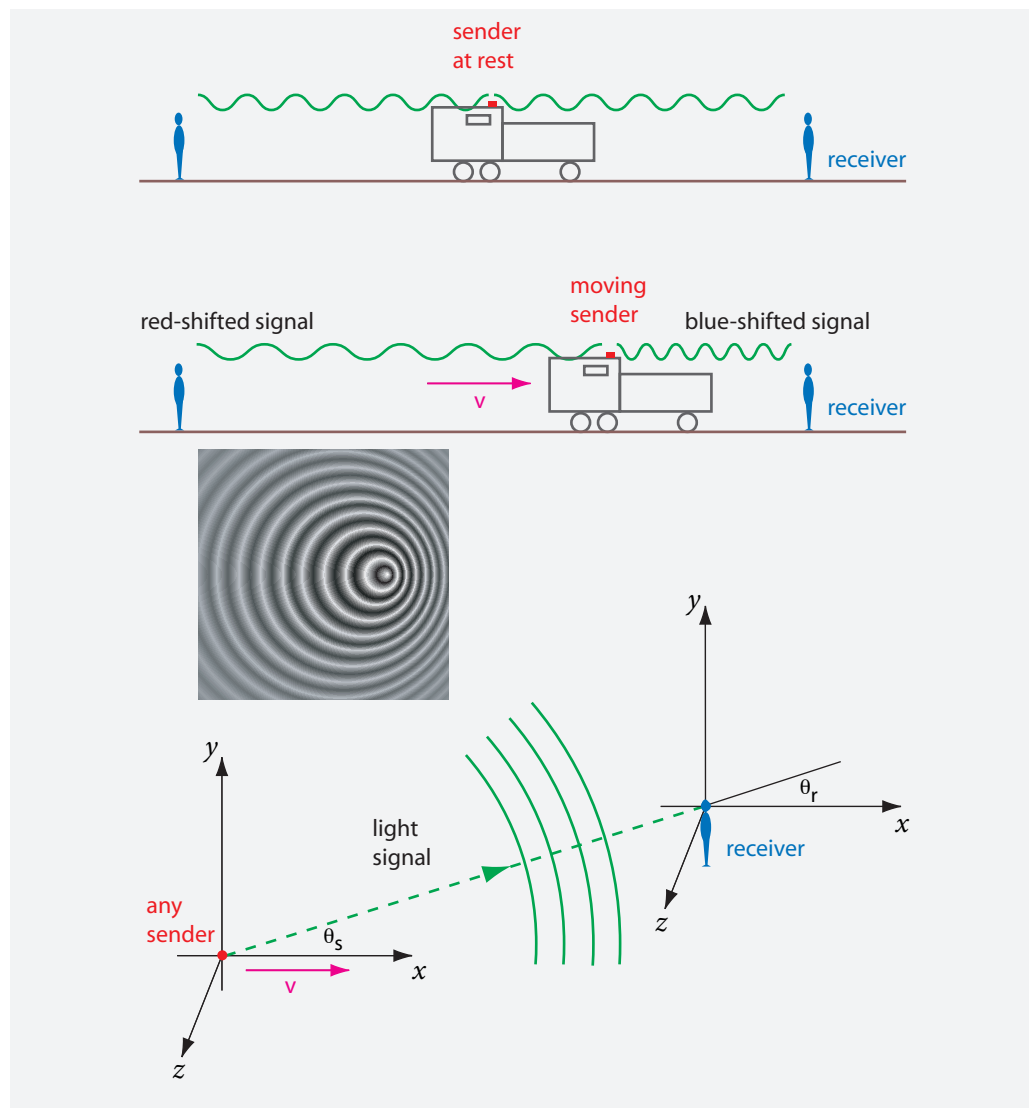 sender
at rest
receiver
moving
sender
red-shifted signal
blue-shifted signal
v
receiver
y
y
θr
x
light
signal
receiver
z
any
sender
θs
x
v
z